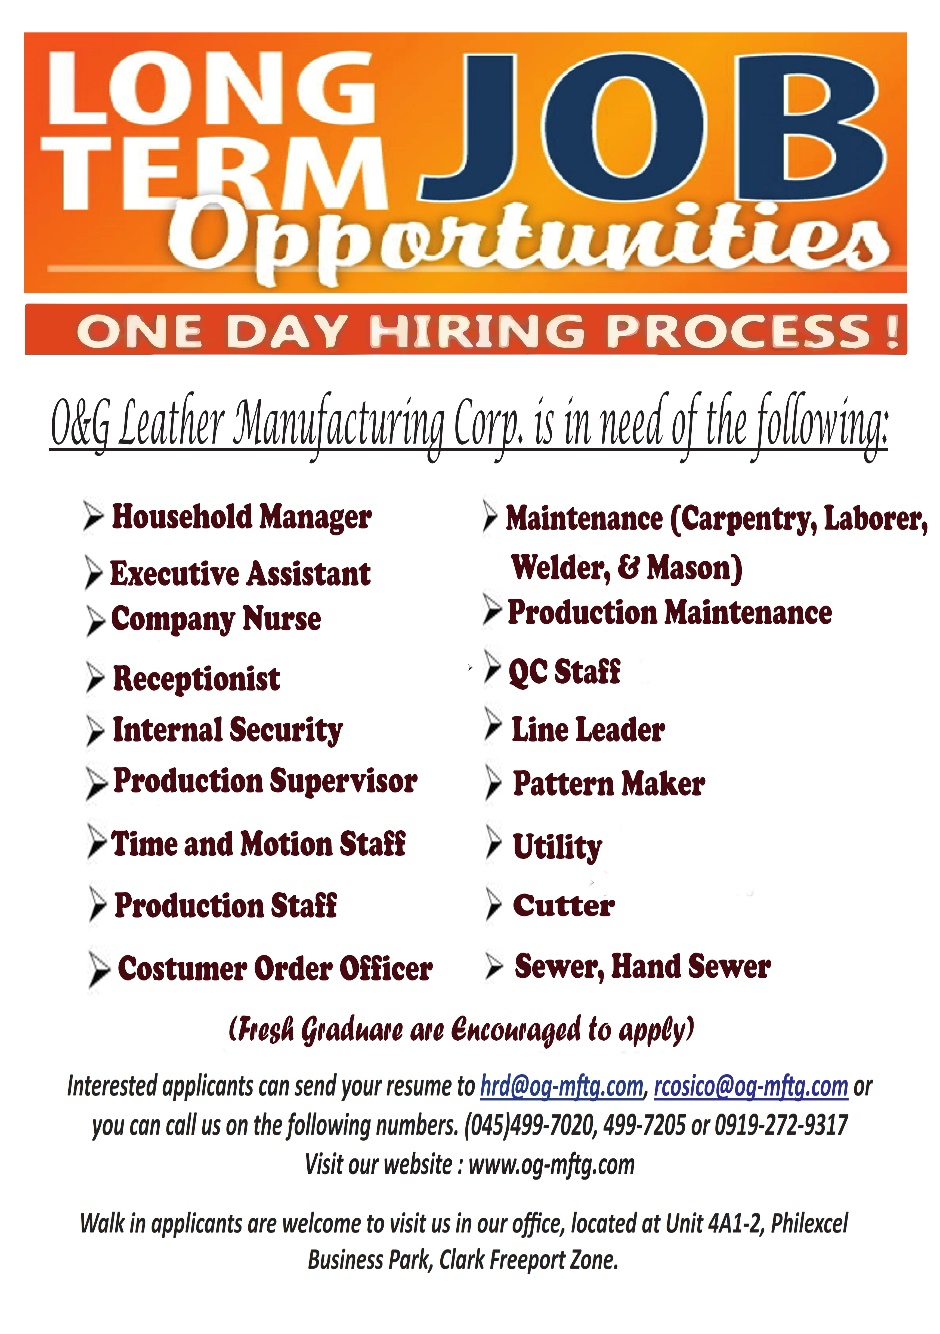 LONG
TERM
JOB
Opportunities
ONE DAY HIRING PROCESS !
O&G Leather Manufacturing Corp. is in need of the following:
Household Manager
Executive Assistant
Company Nurse
Receptionist
Internal Security
Production Supervisor
Time and Motion Staff
Production Staff
Costumer Order Officer
Maintenance (Carpentry, Laborer,
Welder, & Mason)
Production Maintenance
QC Staff
Line Leader
Pattern Maker
Utility
Cutter
Sewer, Hand Sewer
(Fresh Graduare are Encouraged to apply)
Interested applicants can send your resume to hrd@og-mftg.com, rcosico@og-mftg.com or
you can call us on the following numbers. (045)499-7020, 499-7205 or 0919-272-9317
Visit our website : www.og-mftg.com
Walk in applicants are welcome to visit us in our office, located at Unit 4A1-2, Philexcel
Business Park, Clark Freeport Zone.